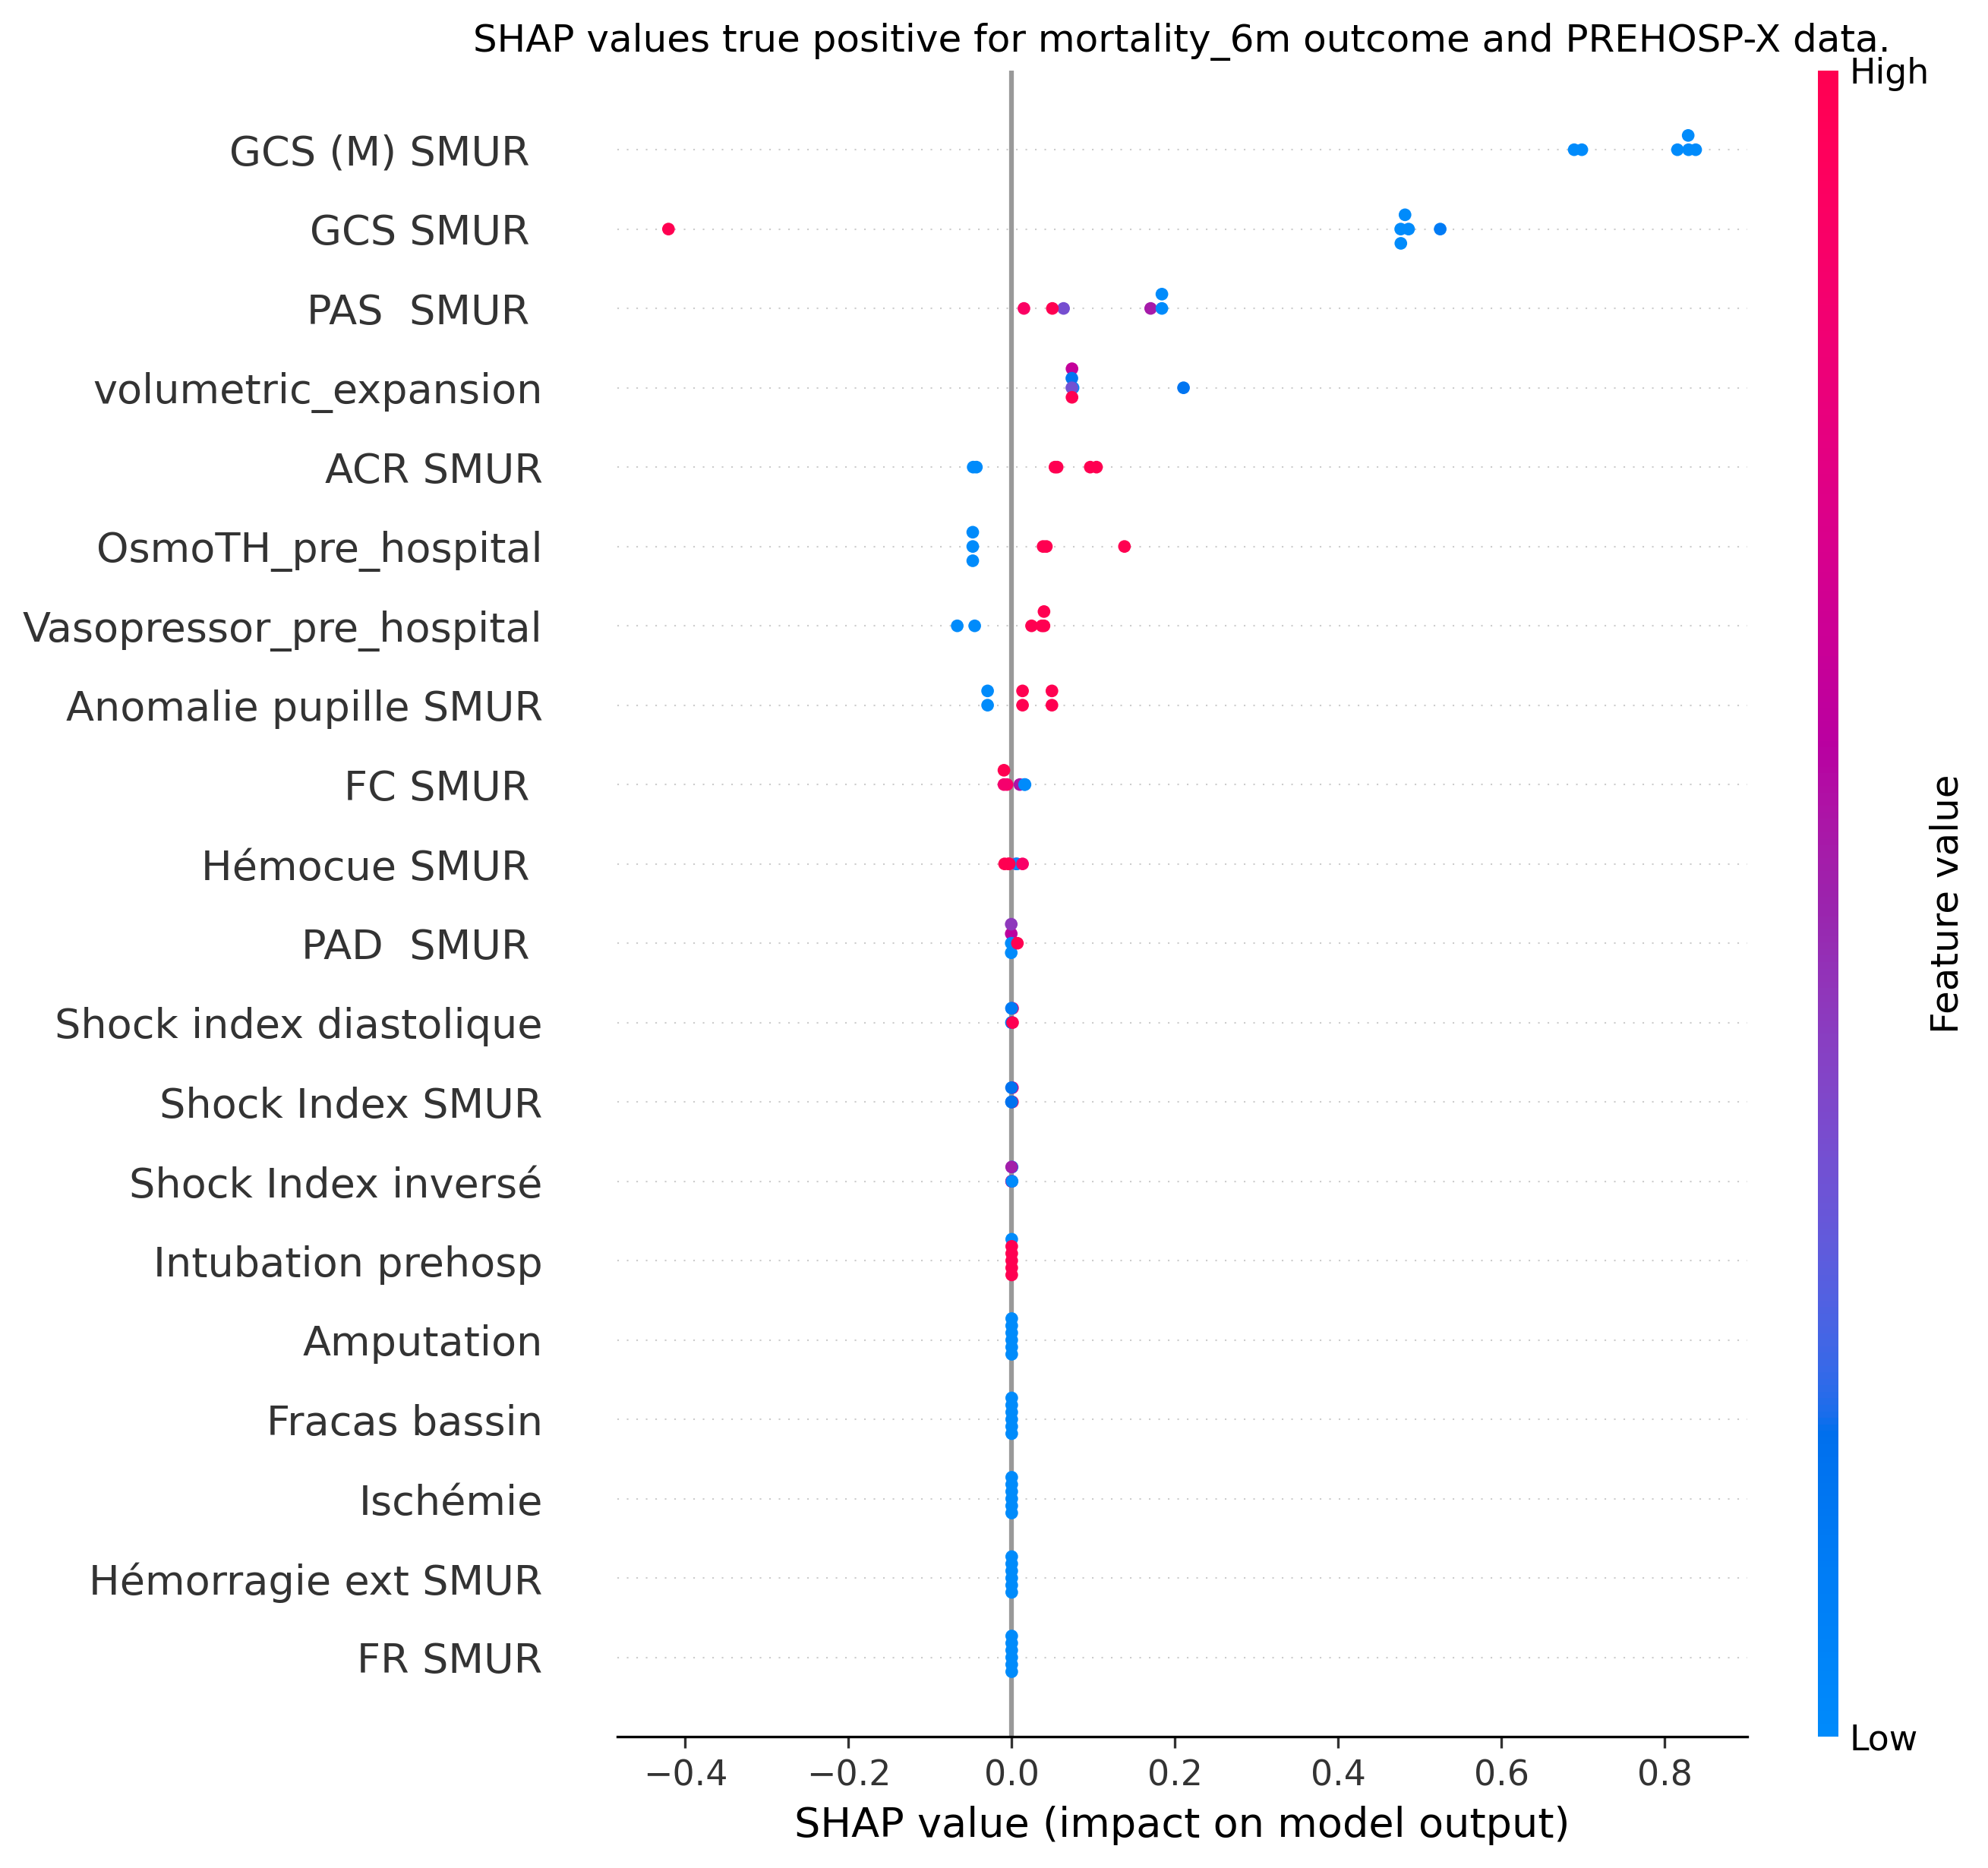 SHAP values true positive for mortality_6m outcome and PREHOSP-X data.
High
GCS (M) SMUR
GCS SMUR
PAS  SMUR
volumetric_expansion
ACR SMUR
OsmoTH_pre_hospital
Vasopressor_pre_hospital
Anomalie pupille SMUR
FC SMUR
Hémocue SMUR
PAD  SMUR
Shock index diastolique
Shock Index SMUR
Shock Index inversé
Intubation prehosp
Amputation
Fracas bassin
Ischémie
Hémorragie ext SMUR
FR SMUR
Feature value
Low
−0.4 −0.2 0.0 0.2 0.4 0.6 0.8
SHAP value (impact on model output)